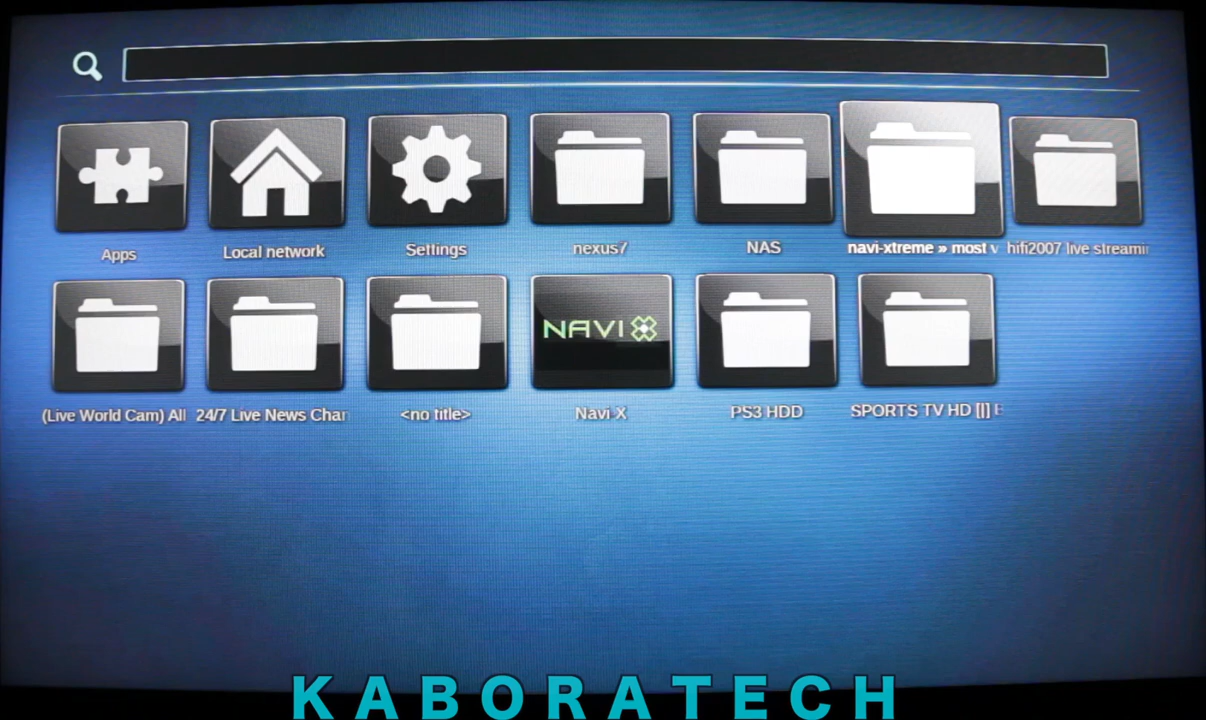 Apps
Local network
Settings
nexus7
NAS
navi-xtreme » most v
hifi2007 live streamin
(Live World Cam) All
24/7 Live News Chan
<no title>
NAVI X
Navi-X
PS3 HDD
SPORTS TV HD [|] E
KABORATECH